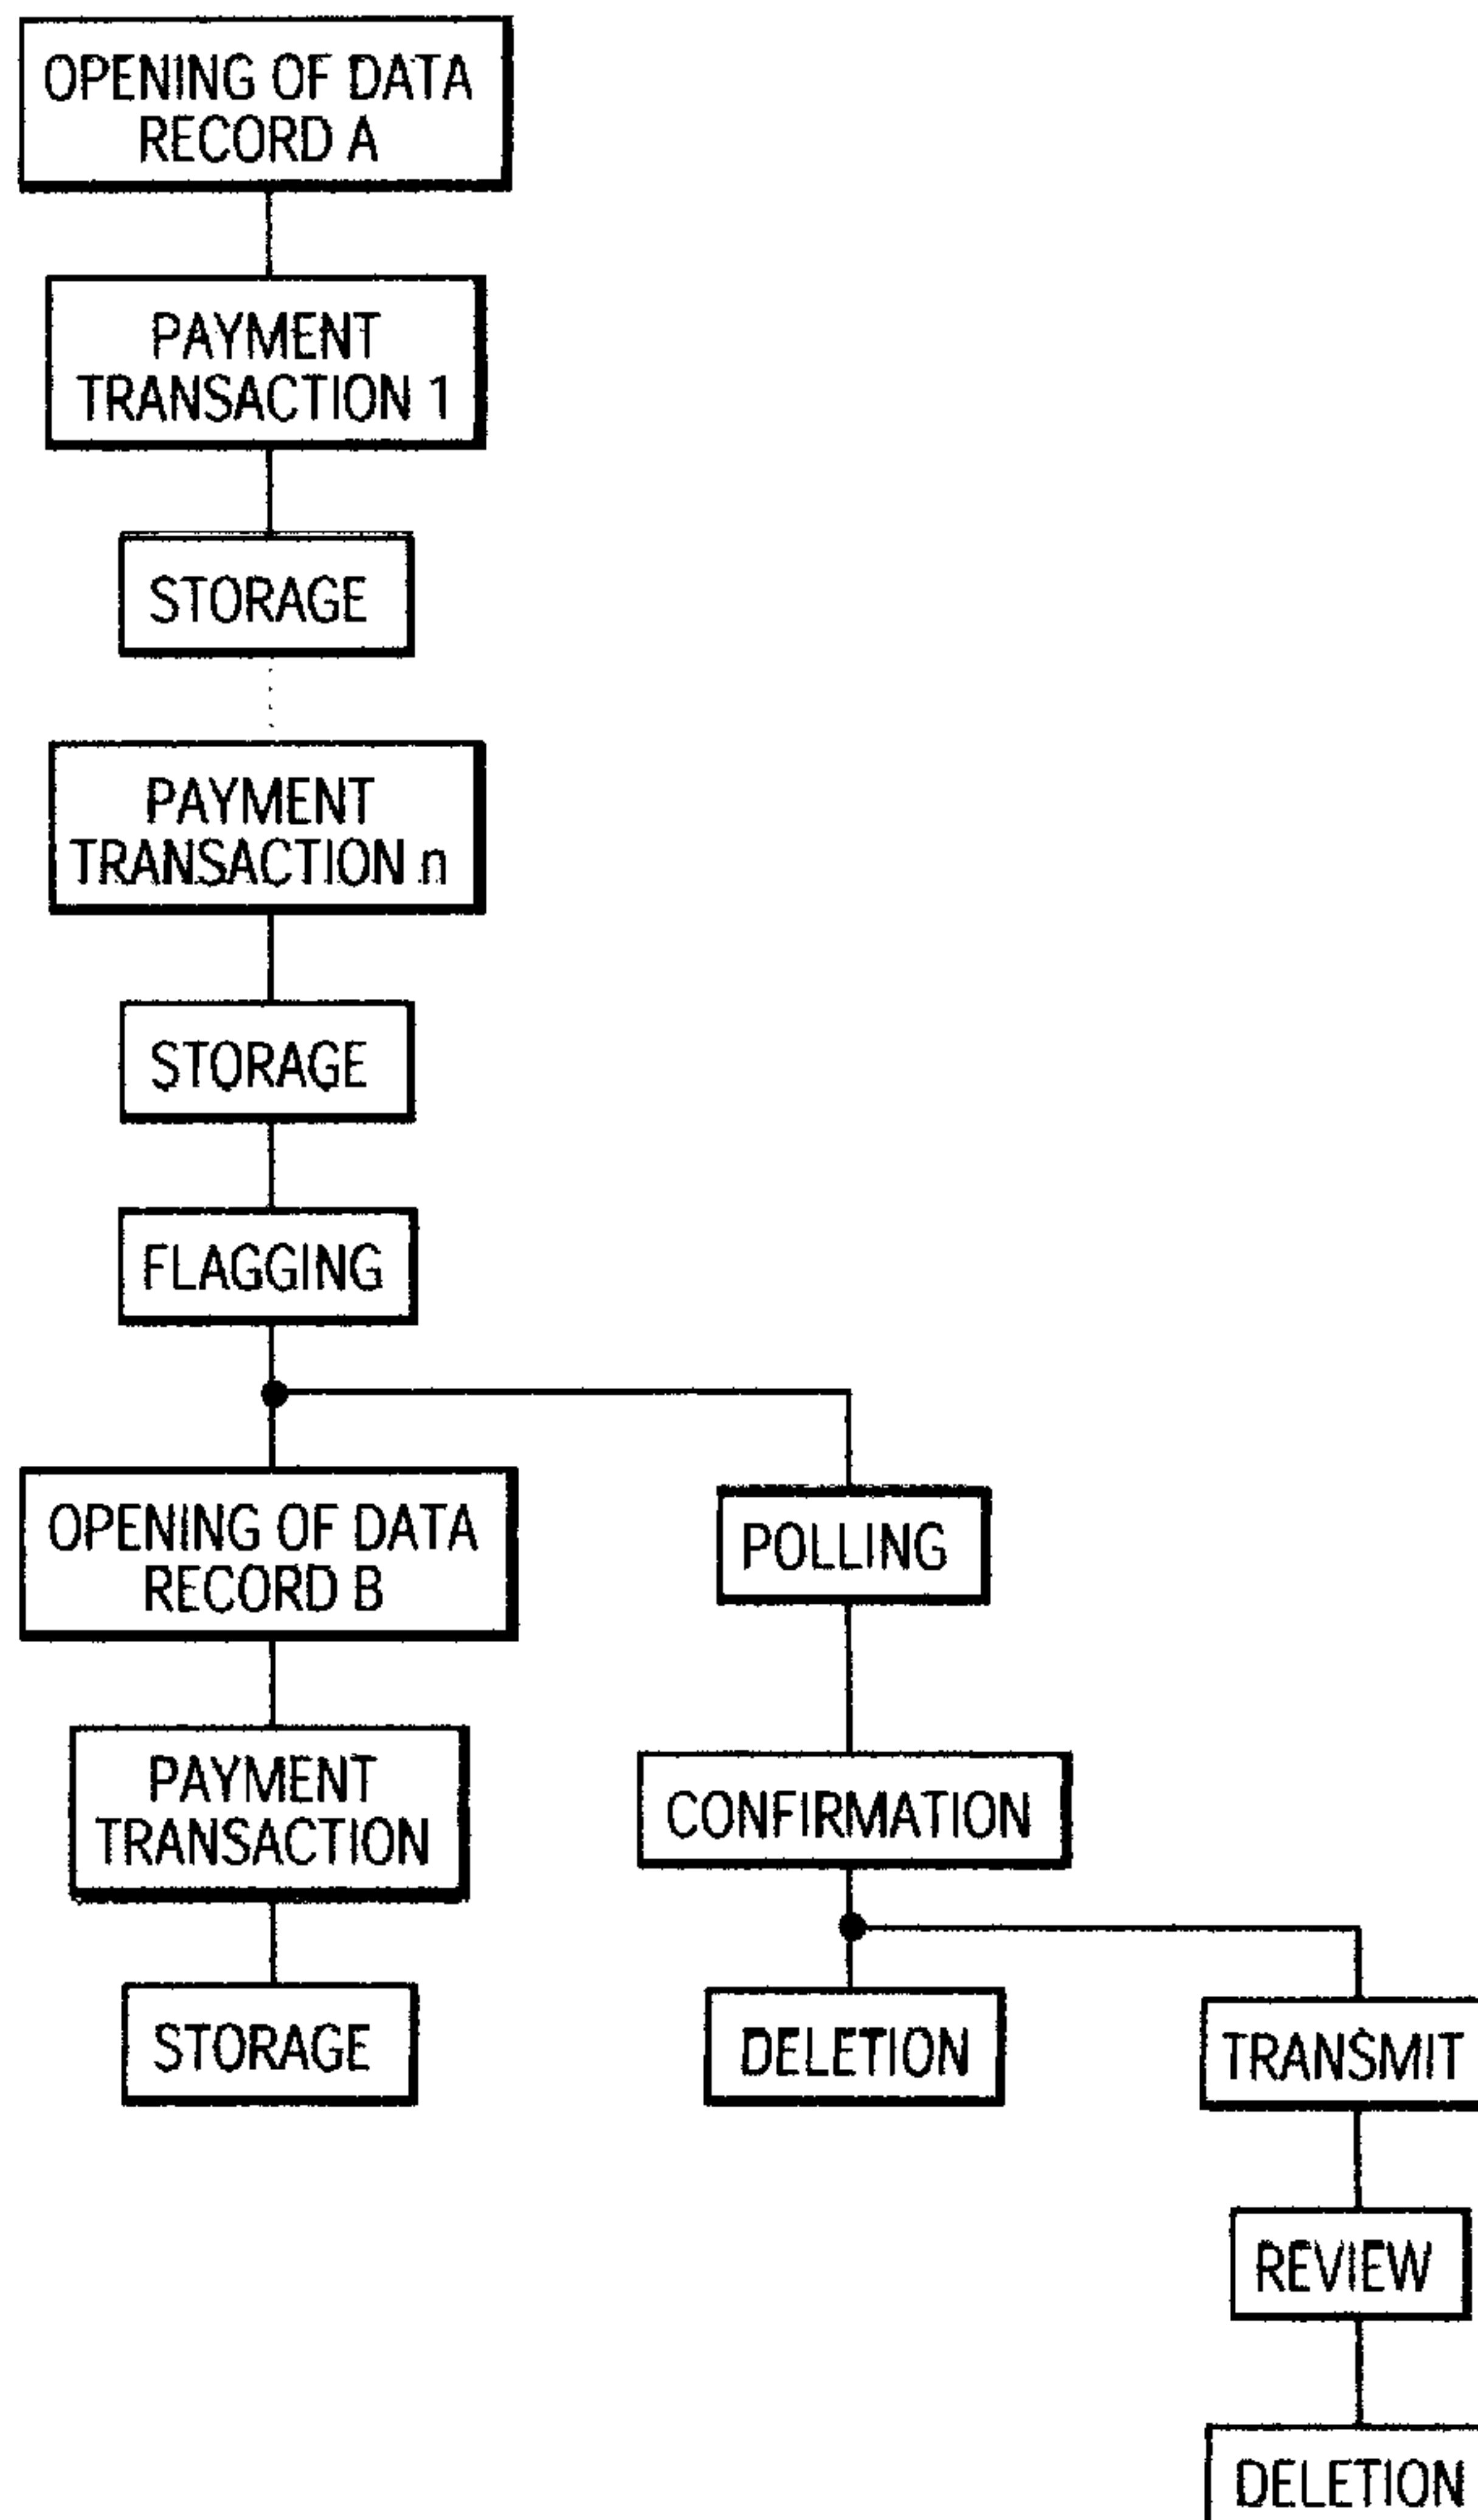 OPENING OF DATA
RECORD A
PAYMENT
TRANSACTION 1
STORAGE
PAYMENT
TRANSACTION n
STORAGE
FLAGGING
OPENING OF DATA
RECORD B
PAYMENT
TRANSACTION
STORAGE
POLLING
CONFIRMATION
DELETION
TRANSMIT
REVIEW
DELETION